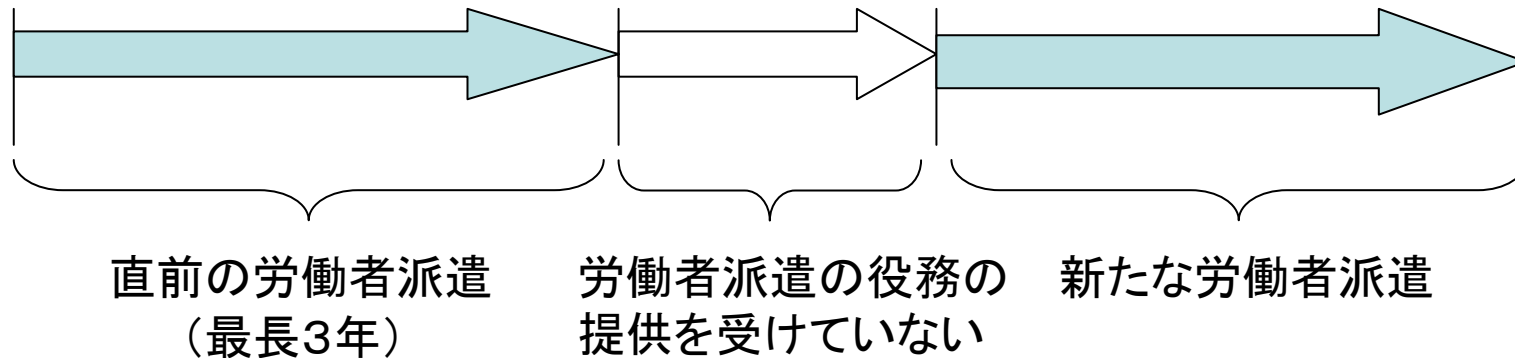 直前の労働者派遣
（最長３年）
労働者派遣の役務の
提供を受けていない
新たな労働者派遣